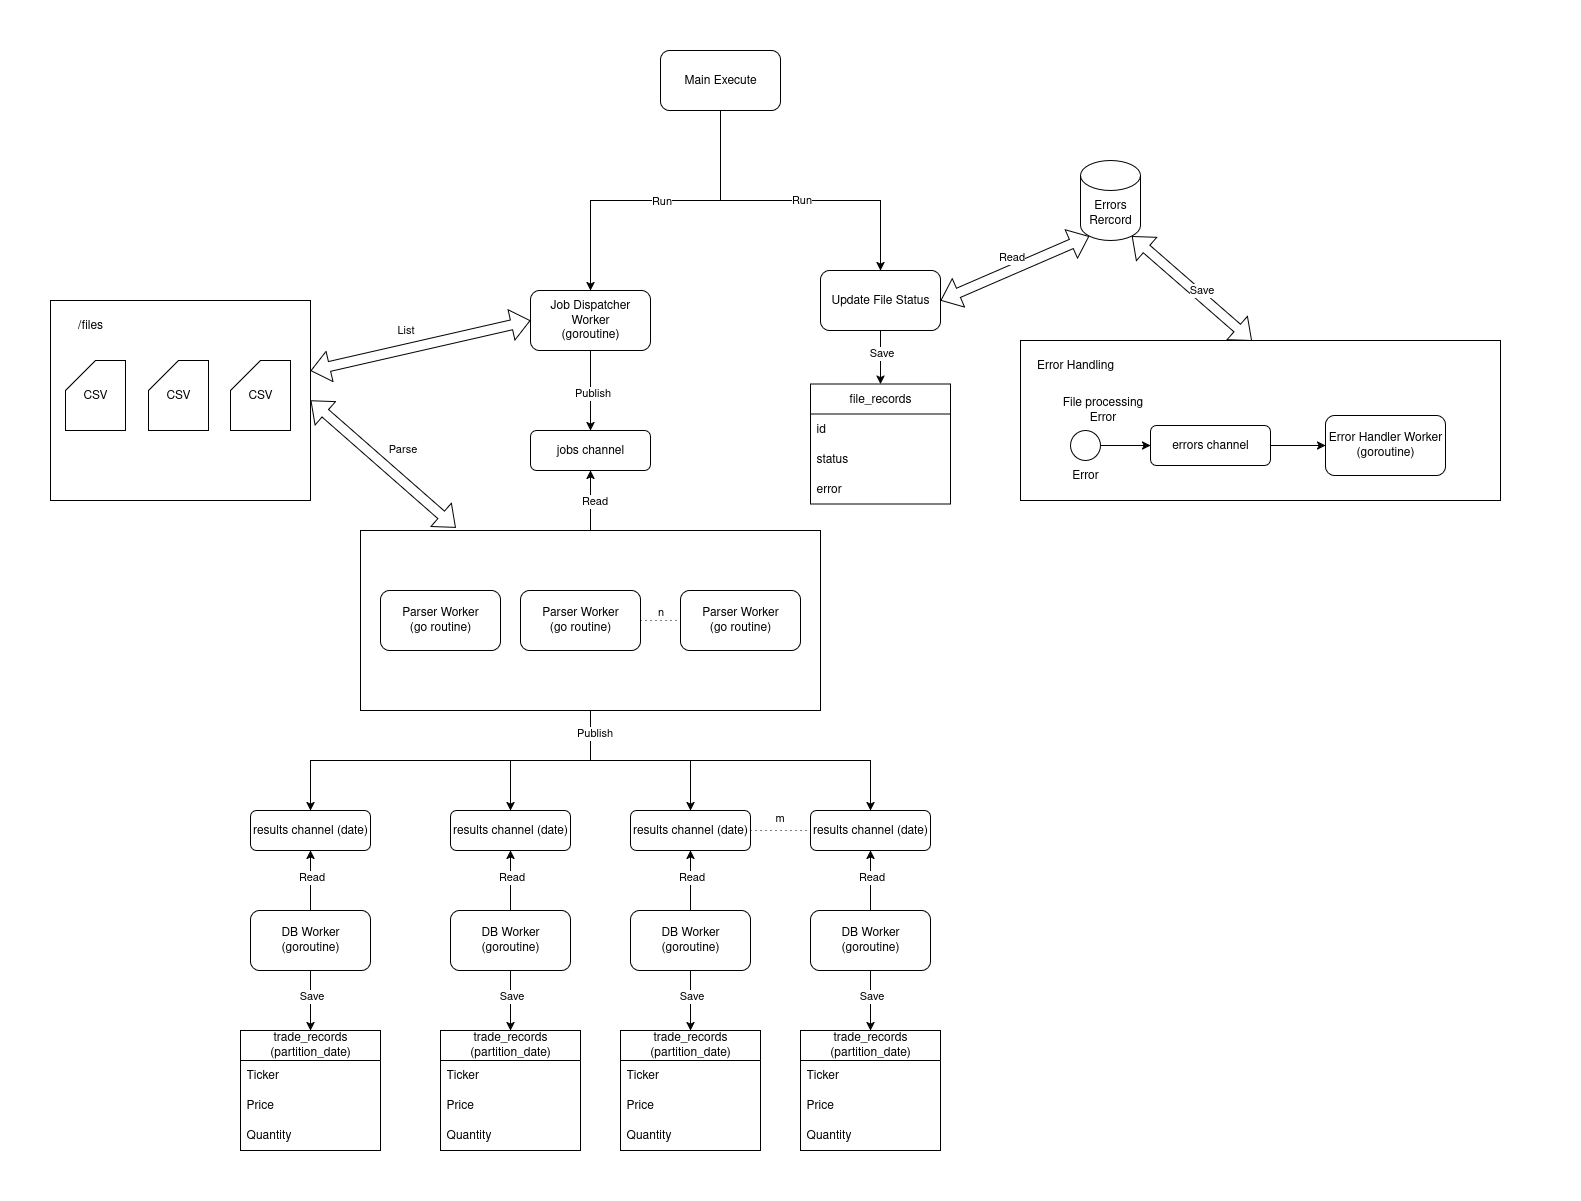 Main Execute
Run
Run
Errors
Rercord
Read
Save
Job Dispatcher
Worker
(goroutine)
Update File Status
/files
CSV
CSV
CSV
List
Parse
Publish
jobs channel
Read
Save
file_records
id
status
error
Error Handling
File processing
Error
Error
errors channel
Error Handler Worker
(goroutine)
Parser Worker
(go routine)
Parser Worker
(go routine)
n
Parser Worker
(go routine)
Publish
results channel (date)
results channel (date)
results channel (date)
m
results channel (date)
Read
Read
Read
Read
DB Worker
(goroutine)
DB Worker
(goroutine)
DB Worker
(goroutine)
DB Worker
(goroutine)
Save
Save
Save
Save
trade_records
(partition_date)
Ticker
Price
Quantity
trade_records
(partition_date)
Ticker
Price
Quantity
trade_records
(partition_date)
Ticker
Price
Quantity
trade_records
(partition_date)
Ticker
Price
Quantity